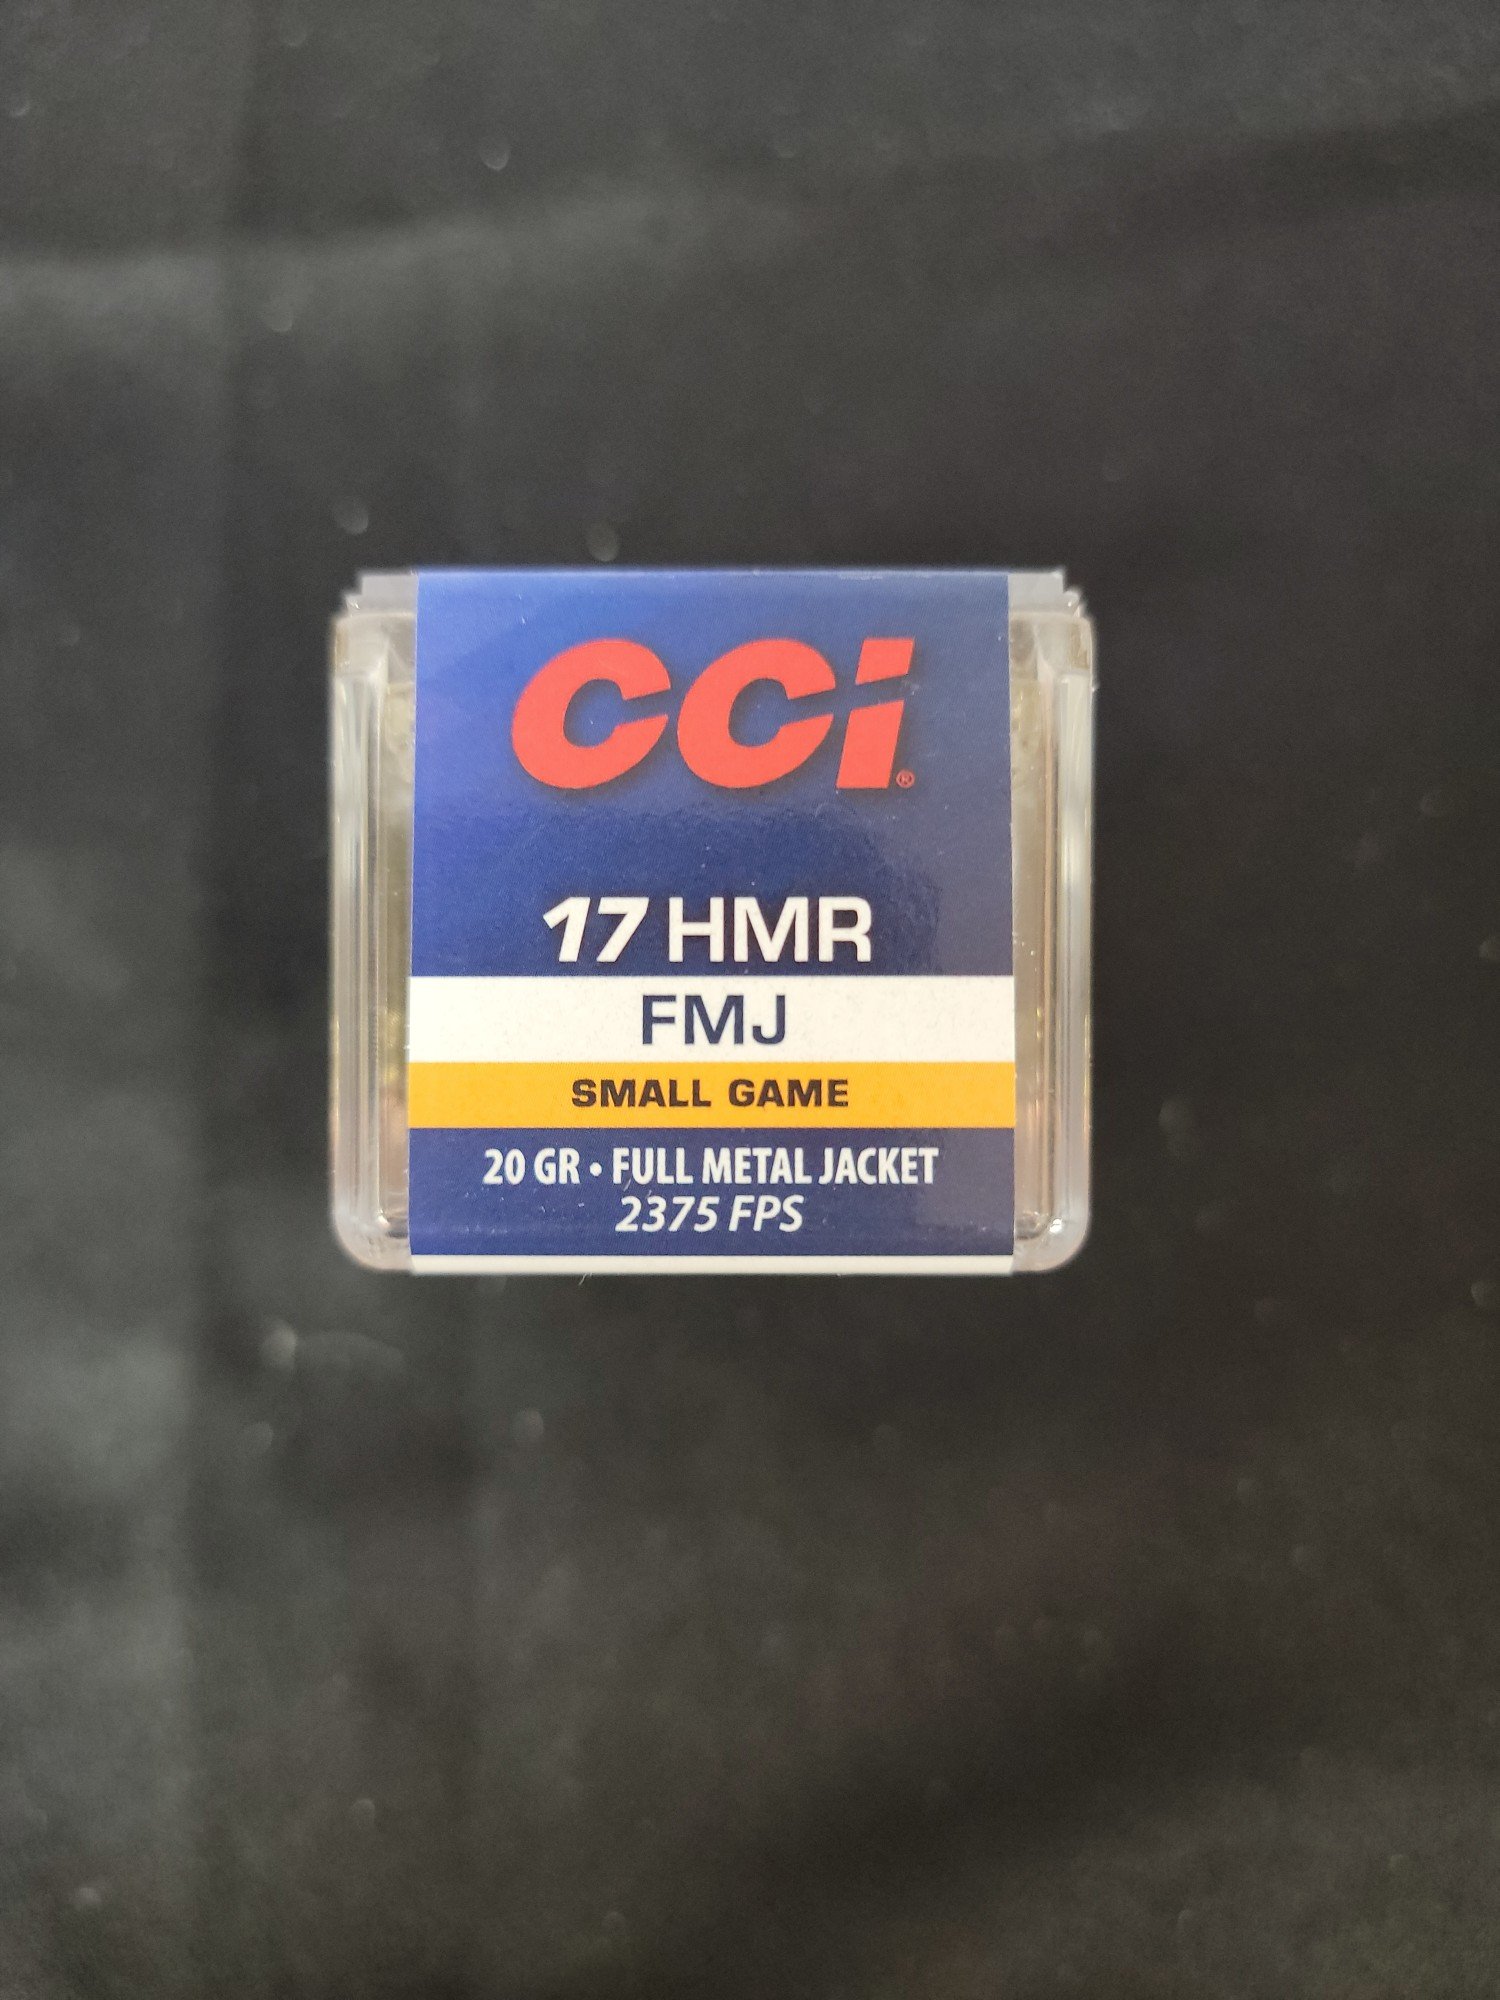 CCI®
17 HMR
FMJ
SMALL GAME
20 GR • FULL METAL JACKET
2375 FPS